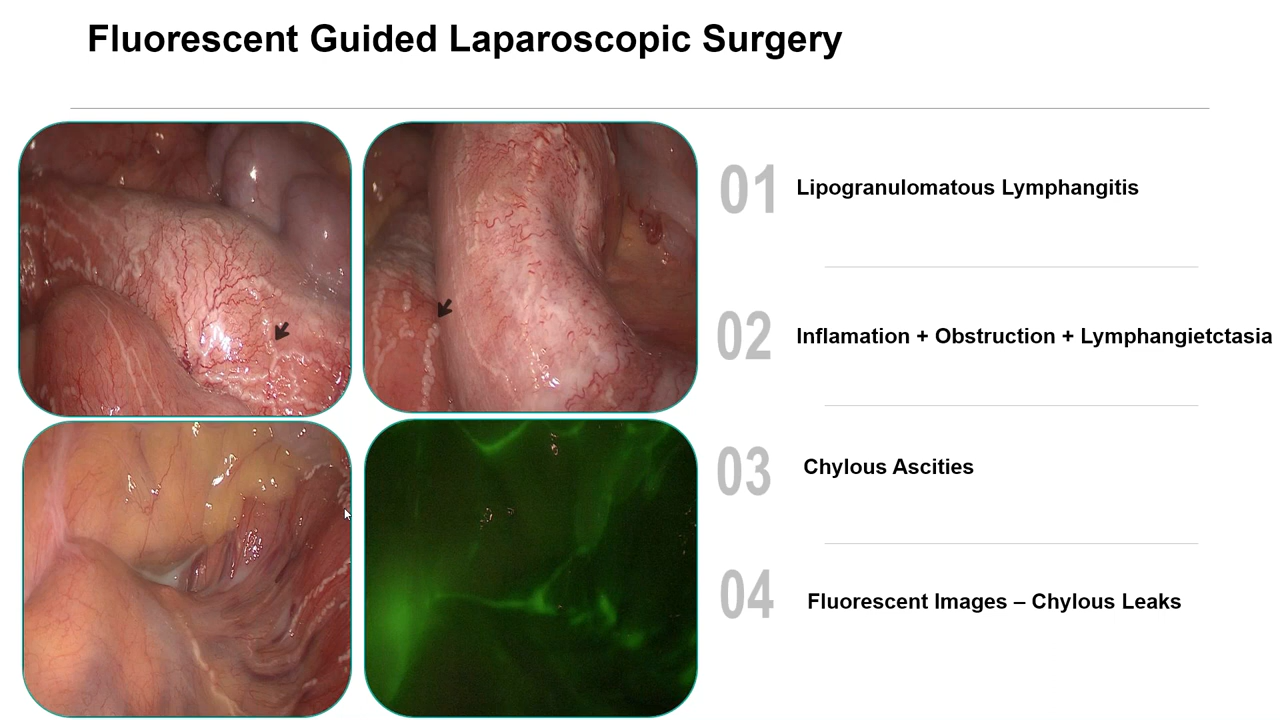 Fluorescent Guided Laparoscopic Surgery
01
Lipogranulomatous Lymphangitis
02
Inflamation + Obstruction + Lymphangietctasia
03
Chylous Ascities
04
Fluorescent Images – Chylous Leaks